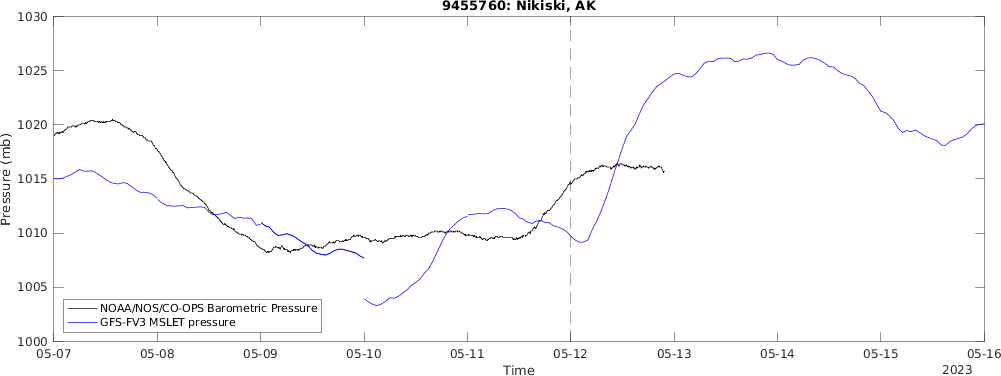 9455760: Nikiski, AK
1030
1025
1020
1015
1010
1005
1000
Pressure (mb)
NOAA/NOS/CO-OPS Barometric Pressure
GFS-FV3 MSLET pressure
05-07 05-08 05-09 05-10 05-11 05-12 05-13 05-14 05-15 05-16
Time
2023